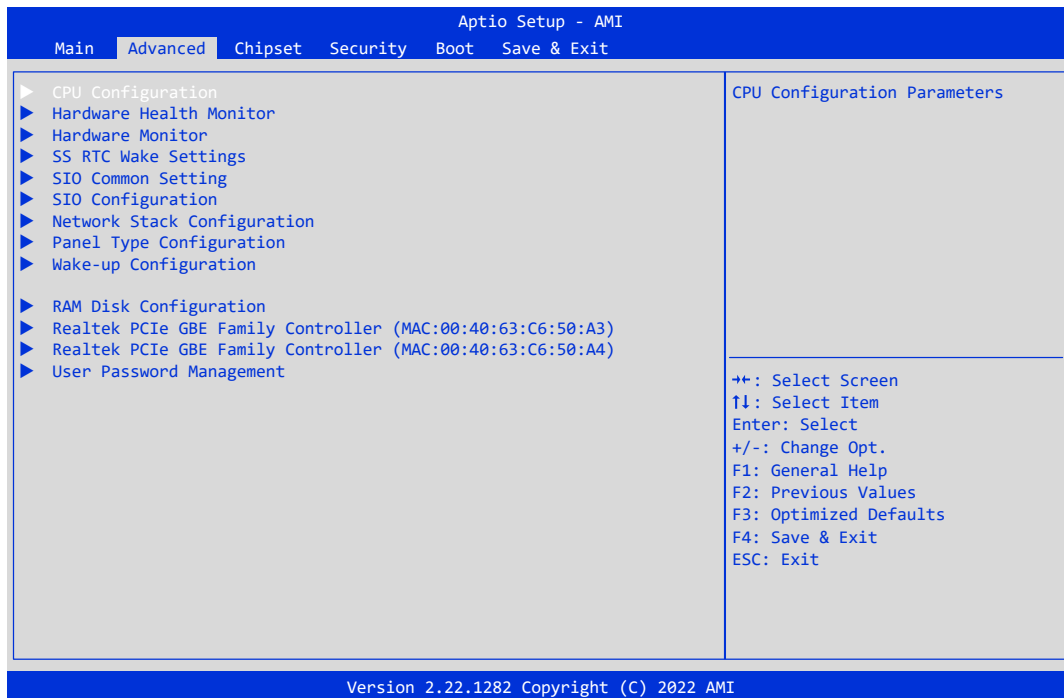 Aptio Setup - AMI
Main Advanced Chipset Security Boot Save & Exit
▶ CPU Configuration
▶ Hardware Health Monitor
▶ Hardware Monitor
▶ SS RTC Wake Settings
▶ SIO Common Setting
▶ SIO Configuration
▶ Network Stack Configuration
▶ Panel Type Configuration
▶ Wake-up Configuration
▶ RAM Disk Configuration
▶ Realtek PCIe GBE Family Controller (MAC:00:40:63:C6:50:A3)
▶ Realtek PCIe GBE Family Controller (MAC:00:40:63:C6:50:A4)
▶ User Password Management
CPU Configuration Parameters
→←: Select Screen
↑↓: Select Item
Enter: Select
+/-: Change Opt.
F1: General Help
F2: Previous Values
F3: Optimized Defaults
F4: Save & Exit
ESC: Exit
Version 2.22.1282 Copyright (C) 2022 AMI